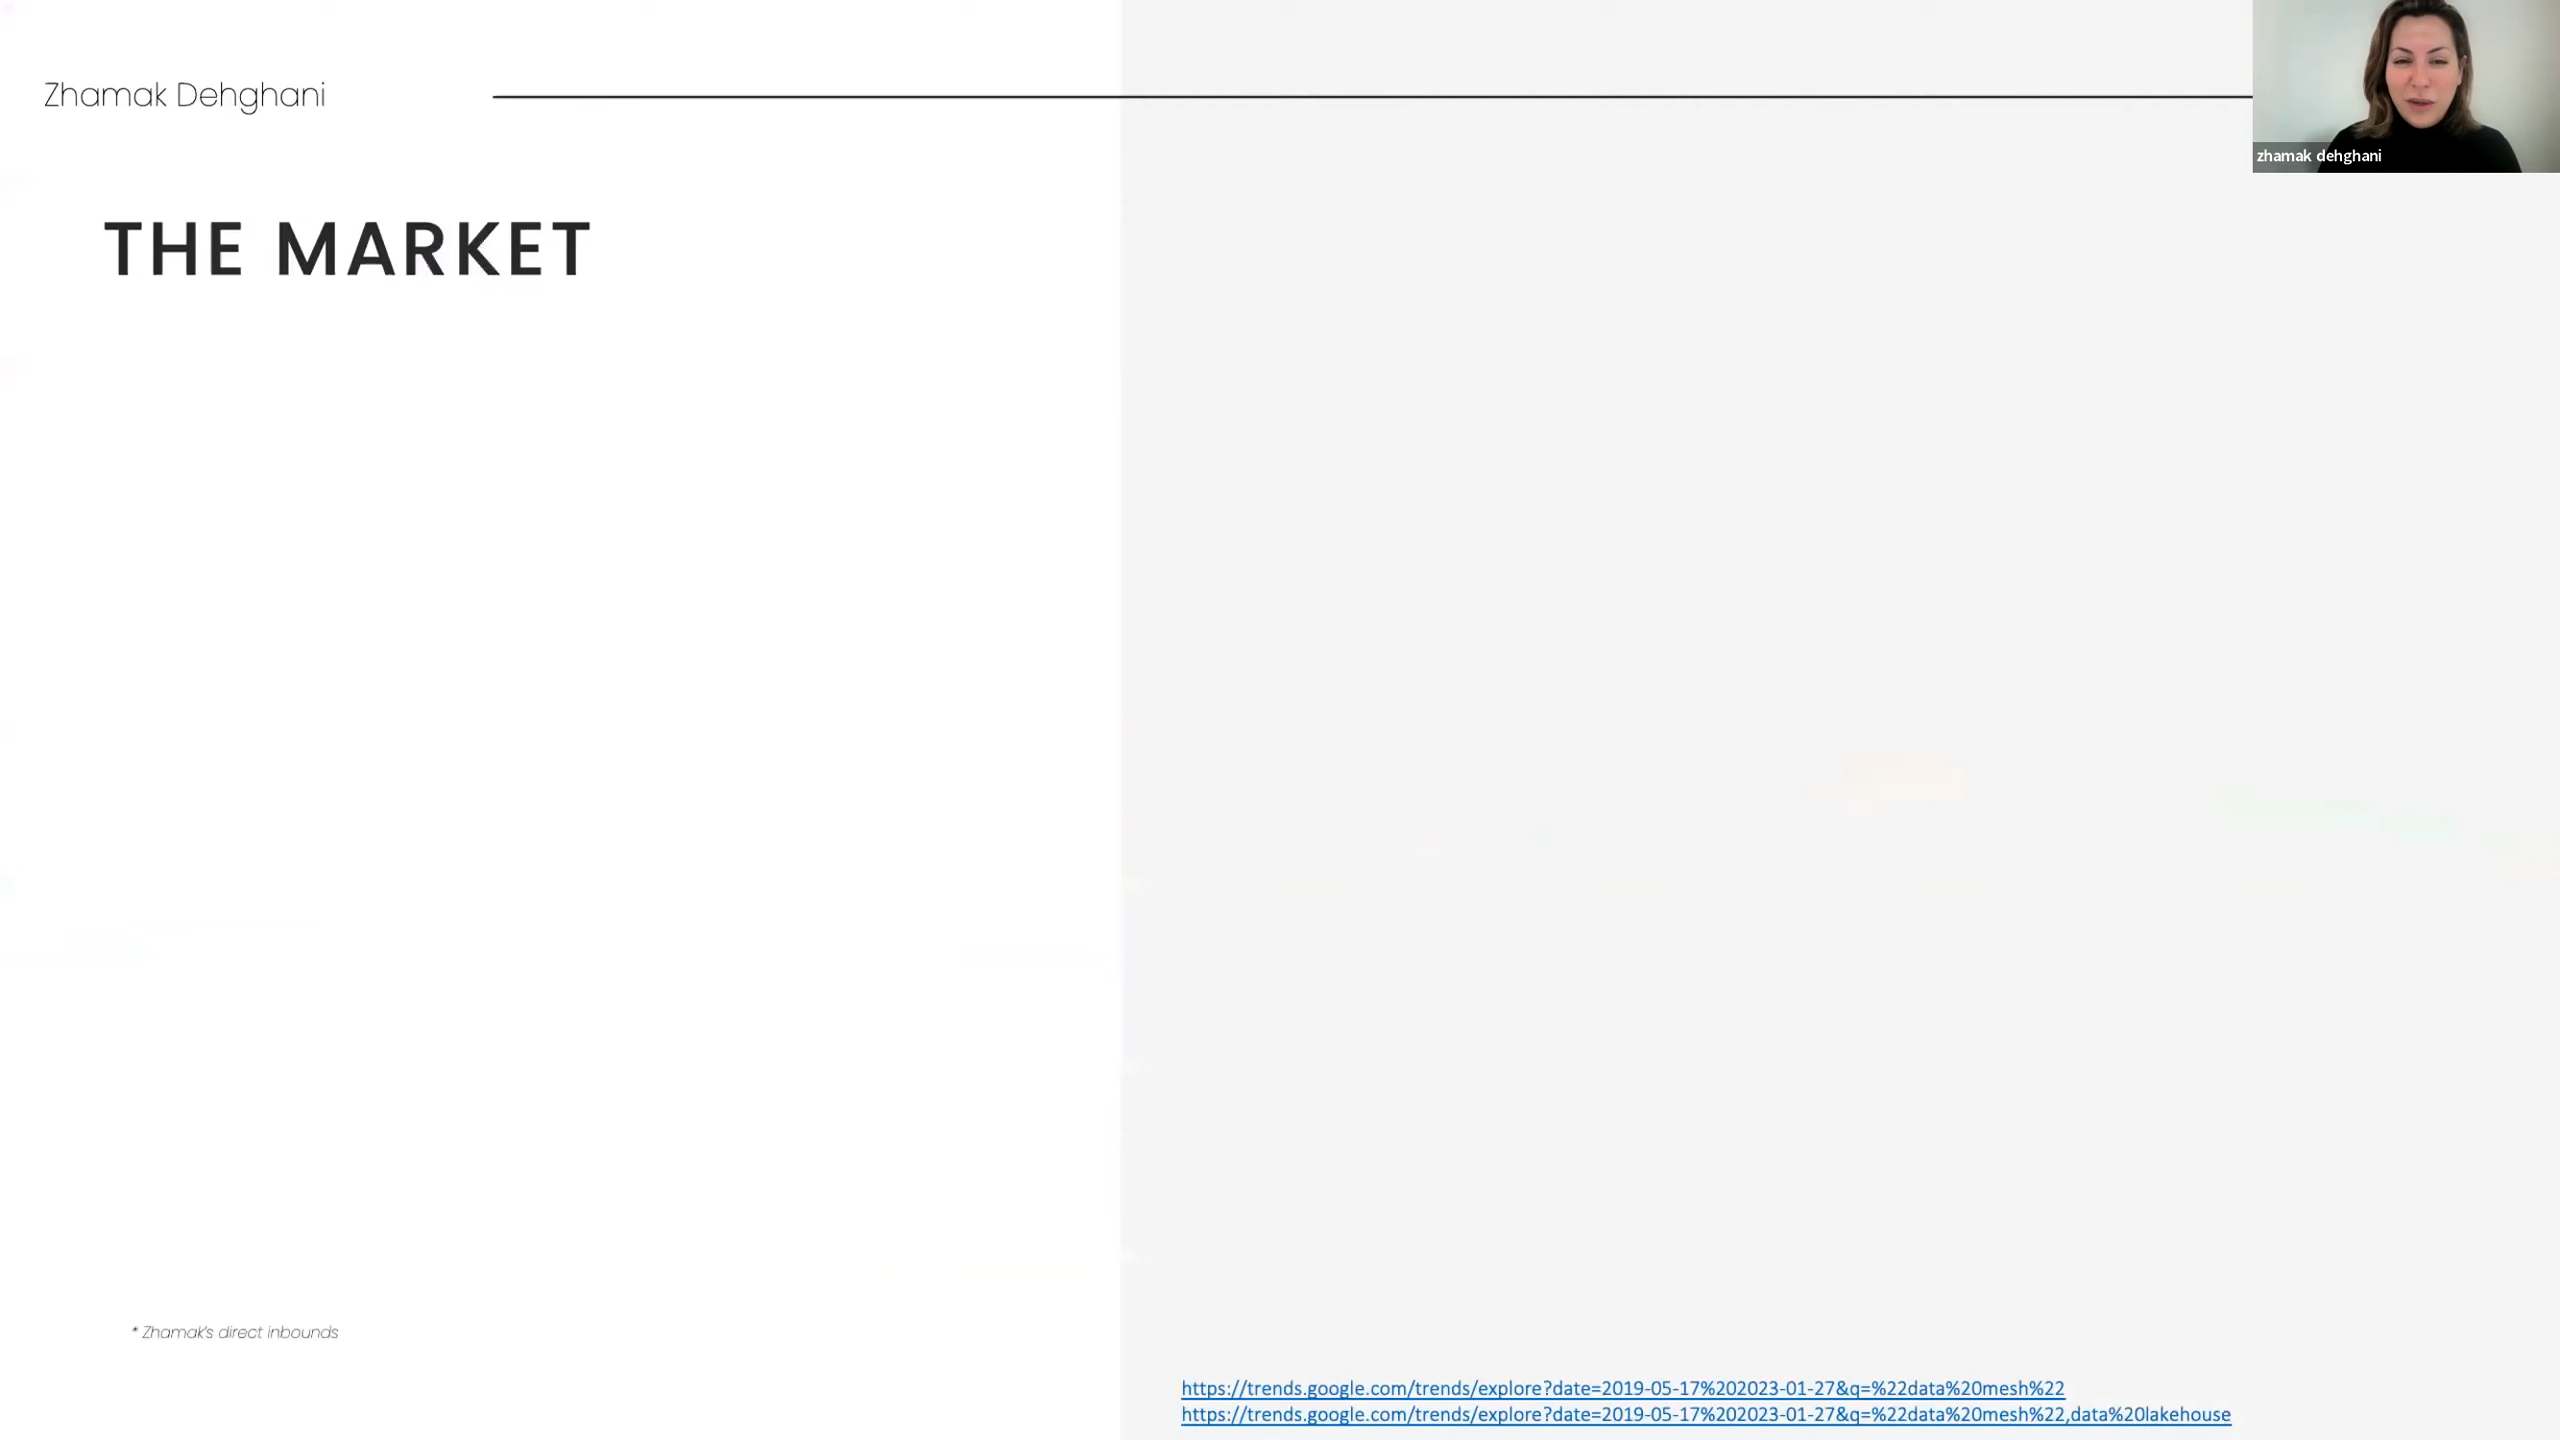 Zhamak Dehghani
zhamak dehghani
THE MARKET
* Zhamak's direct inbounds
https://trends.google.com/trends/explore?date=2019-05-17%202023-01-27&q=%22data%20mesh%22
https://trends.google.com/trends/explore?date=2019-05-17%202023-01-27&q=%22data%20mesh%22,data%20lakehouse